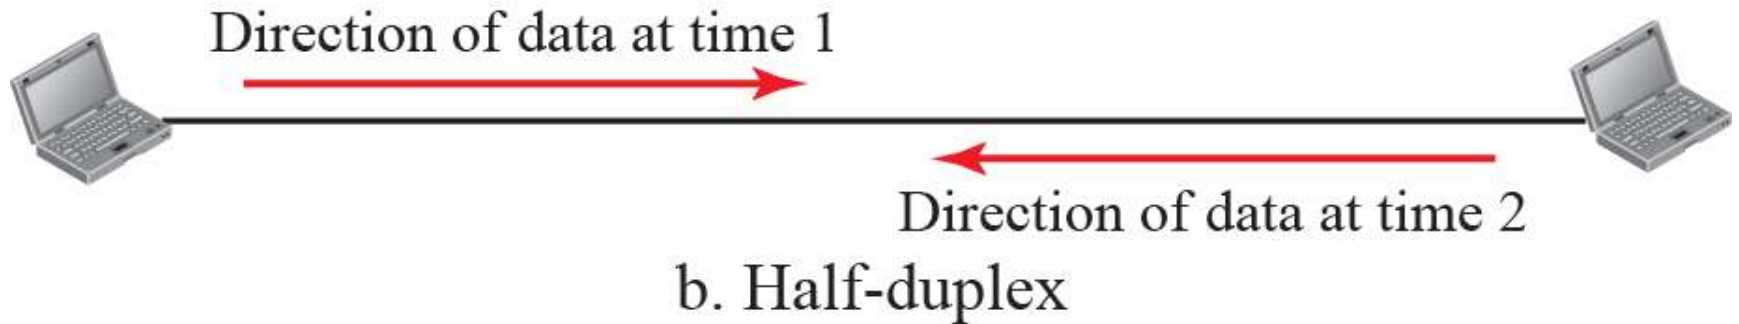 Direction of data at time 1
Direction of data at time 2
b. Half-duplex